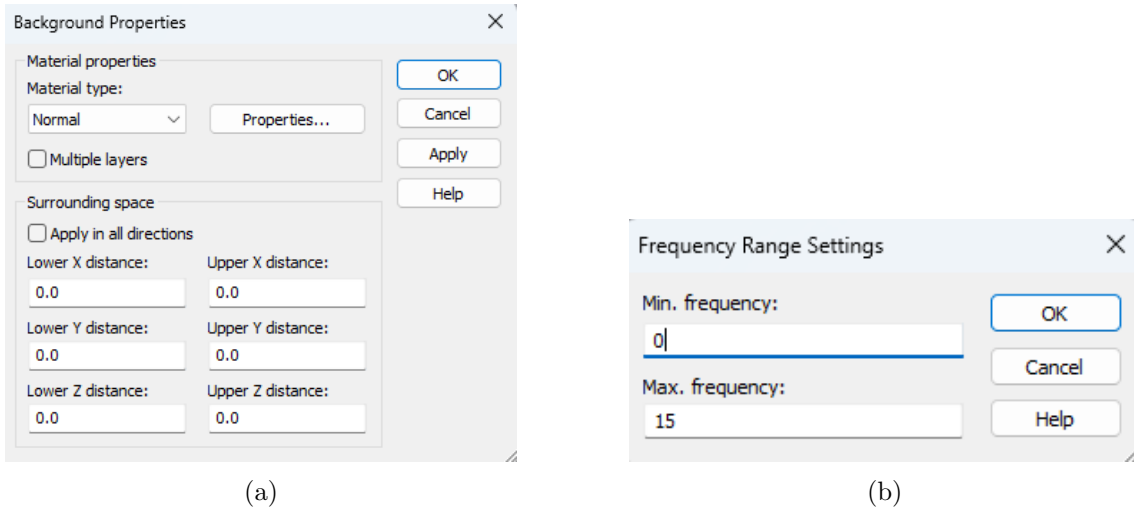 Background Properties
Material properties
Material type:
Normal
Properties...
Multiple layers
OK
Cancel
Apply
Help
Surrounding space
Apply in all directions
Lower X distance: Upper X distance:
0.0 0.0
Lower Y distance: Upper Y distance:
0.0 0.0
Lower Z distance: Upper Z distance:
0.0 0.0
(a)
Frequency Range Settings
Min. frequency:
0
Max. frequency:
15
OK
Cancel
Help
(b)